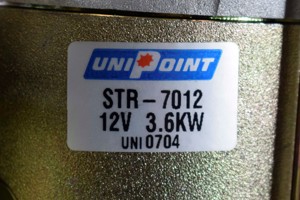 UNIPOINT
STR-7012
12V 3.6KW
UNI 0704